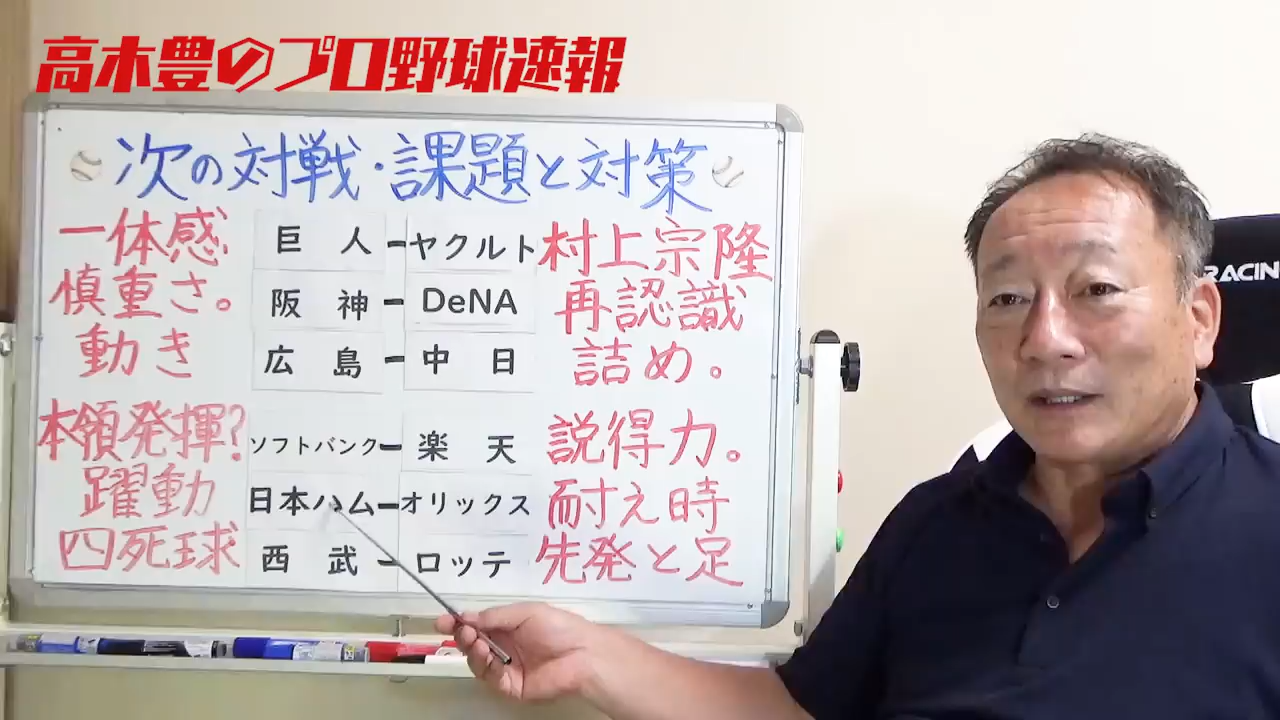 高木豊のプロ野球速報
次の対戦・課題と対策
一体感 巨人-ヤクルト 村上宗隆
慎重さ。 阪神-DeNA 再認識
動き 広島-中日 詰め。
本領発揮? ソフトバンク-楽天 説得力。
躍動 日本ハム-オリックス 耐え時
四死球 西武-ロッテ 先発と足
RACIN